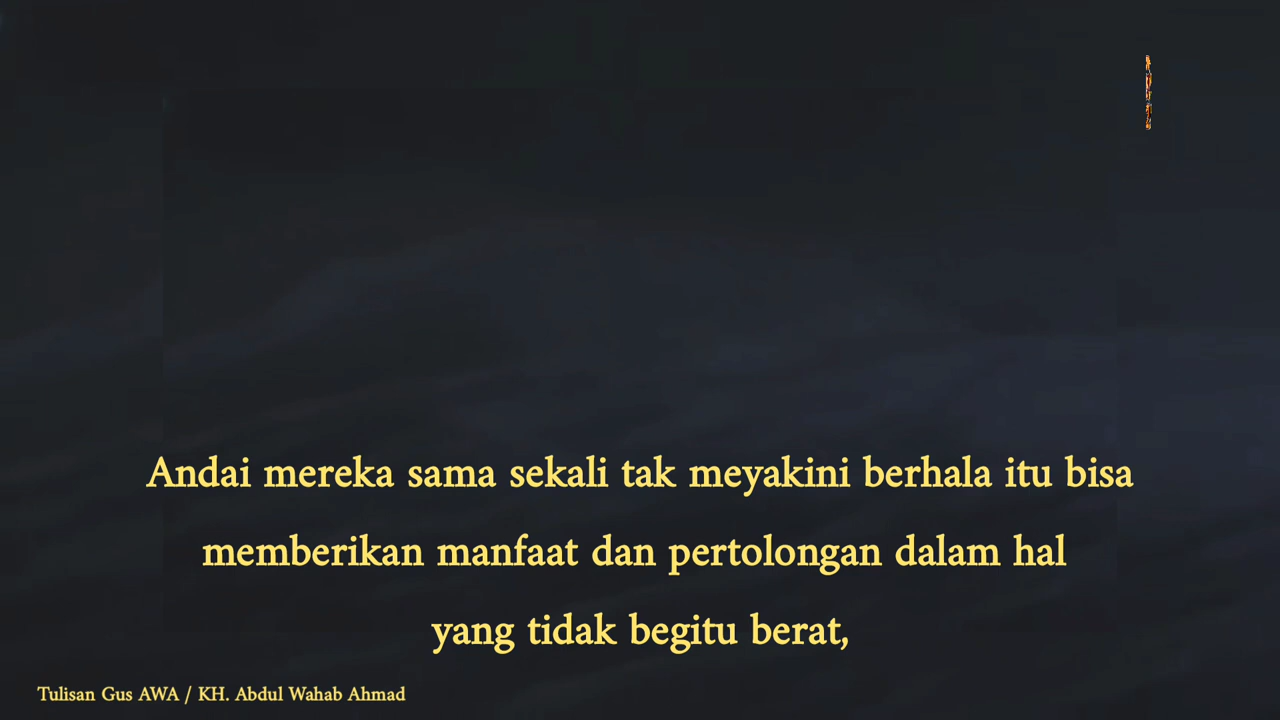 Andai mereka sama sekali tak meyakini berhala itu bisa
memberikan manfaat dan pertolongan dalam hal
yang tidak begitu berat,
Tulisan Gus AWA / KH. Abdul Wahab Ahmad